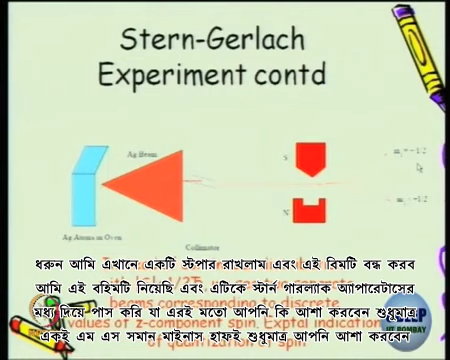 Stern-Gerlach
Experiment contd
Ag Beam
S
m_s = -1/2
N
Ag Atoms in Oven
Collimator
ধরুন আমি এখানে একটি স্টপার রাখলাম এবং এই রিমটি বন্ধ করব
আমি এই বহিমটি নিয়েছি এবং এটিকে স্টার্ন গারল্যাক অ্যাপারেটাসের
মধ্য দিয়ে পাস করি যা এরই মতো আপনি কি আশা করবেন শুধুমাত্র
একই এম এস সমান মাইনাস হাফই শুধুমাত্র আপনি আশা করবেন
beams corresponding to discrete
values of z-component spin. Exptal indication
of quantization of spin